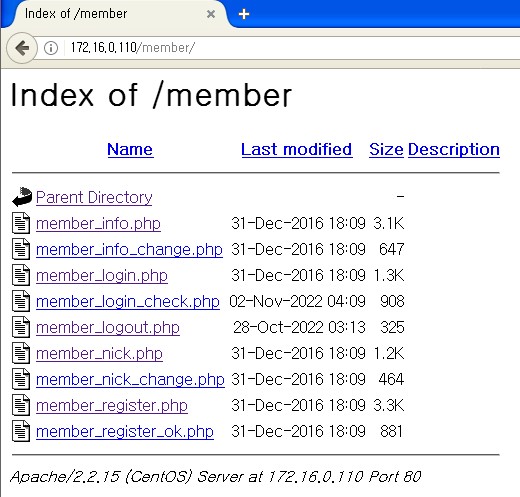 Index of /member
172.16.0.110/member/
Index of /member
Name Last modified Size Description
Parent Directory -
member_info.php 31-Dec-2016 18:09 3.1K
member_info_change.php 31-Dec-2016 18:09 647
member_login.php 31-Dec-2016 18:09 1.3K
member_login_check.php 02-Nov-2022 04:09 908
member_logout.php 28-Oct-2022 03:13 325
member_nick.php 31-Dec-2016 18:09 1.2K
member_nick_change.php 31-Dec-2016 18:09 464
member_register.php 31-Dec-2016 18:09 3.3K
member_register_ok.php 31-Dec-2016 18:09 881
Apache/2.2.15 (CentOS) Server at 172.16.0.110 Port 80